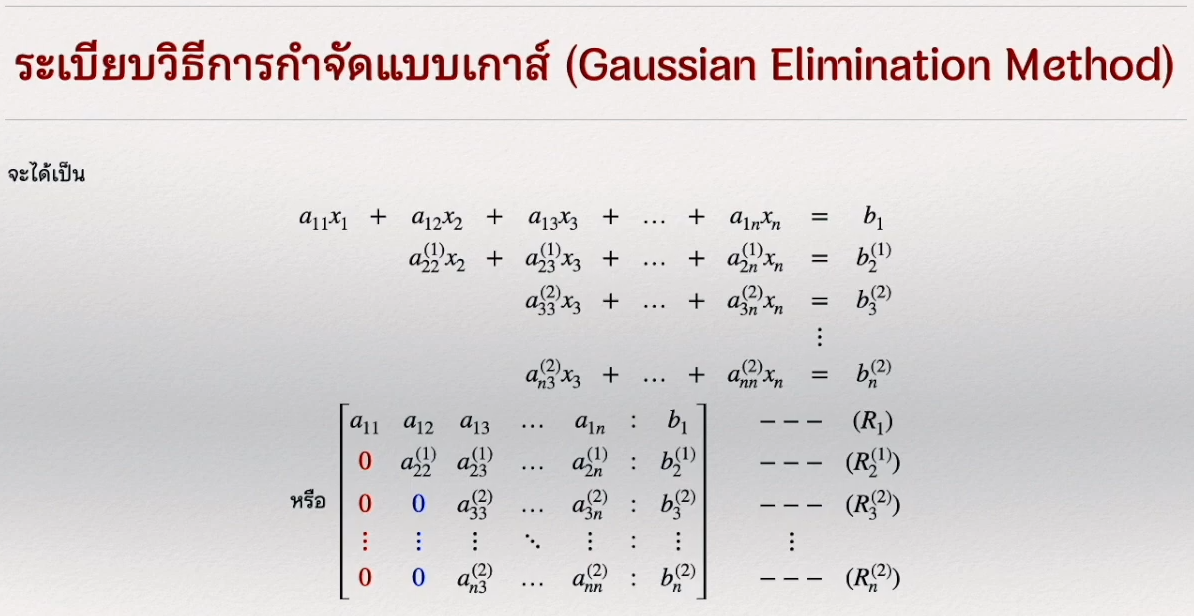 ระเบียบวิธีการกำจัดแบบเกาส์ (Gaussian Elimination Method)
จะได้เป็น
a₁₁x₁ + a₁₂x₂ + a₁₃x₃ + … + a₁ₙxₙ = b₁
a₂₂⁽¹⁾x₂ + a₂₃⁽¹⁾x₃ + … + a₂ₙ⁽¹⁾xₙ = b₂⁽¹⁾
a₃₃⁽²⁾x₃ + … + a₃ₙ⁽²⁾xₙ = b₃⁽²⁾
⋮
aₙ₃⁽²⁾x₃ + … + aₙₙ⁽²⁾xₙ = bₙ⁽²⁾
a₁₁ a₁₂ a₁₃ … a₁ₙ : b₁ − − − (R₁)
0 a₂₂⁽¹⁾ a₂₃⁽¹⁾ … a₂ₙ⁽¹⁾ : b₂⁽¹⁾ − − − (R₂⁽¹⁾)
หรือ 0 0 a₃₃⁽²⁾ … a₃ₙ⁽²⁾ : b₃⁽²⁾ − − − (R₃⁽²⁾)
⋮ ⋮ ⋮ ⋱ ⋮ : ⋮ ⋮
0 0 aₙ₃⁽²⁾ … aₙₙ⁽²⁾ : bₙ⁽²⁾ − − − (Rₙ⁽²⁾)